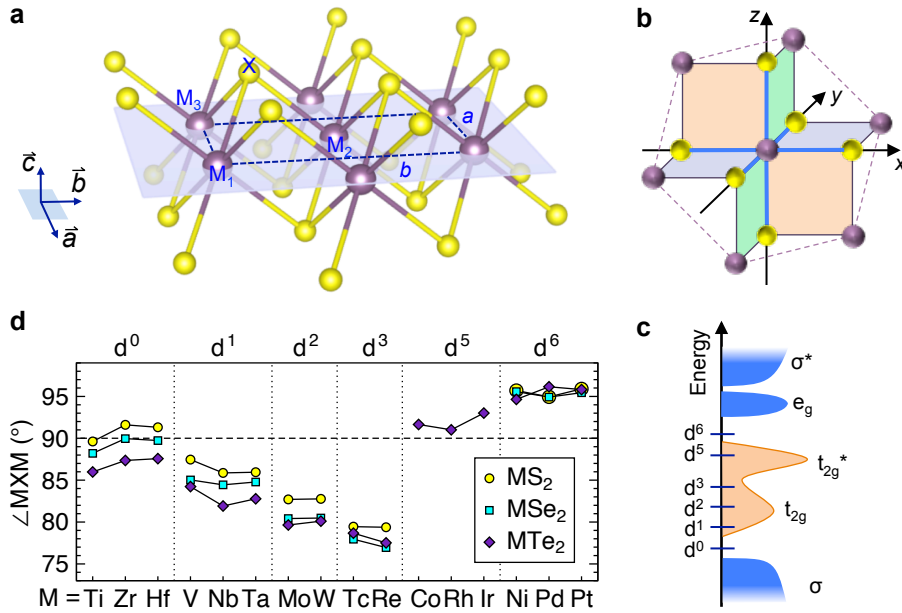 a
X
M₃
a
M₂
M₁
b
c⃗
b⃗
a⃗
b
z
y
x
d
d⁰ d¹ d² d³ d⁵ d⁶
∠MXM (°)
95
90
85
80
75
MS₂
MSe₂
MTe₂
M = Ti Zr Hf V Nb Ta Mo W Tc Re Co Rh Ir Ni Pd Pt
c
Energy
σ*
e_g
d⁶
d⁵
t₂g*
d³
d²
t₂g
d¹
d⁰
σ